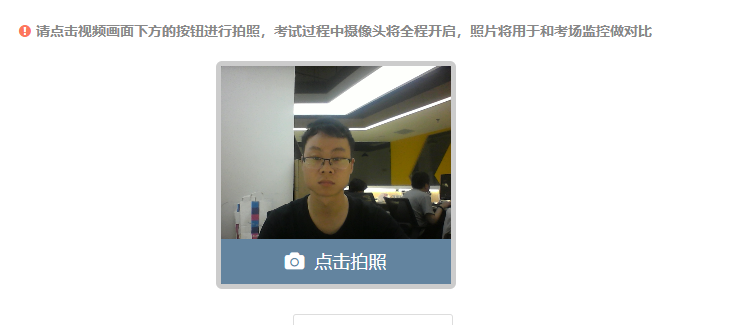 请点击视频画面下方的按钮进行拍照，考试过程中摄像头将全程开启，照片将用于和考场监控做对比
点击拍照